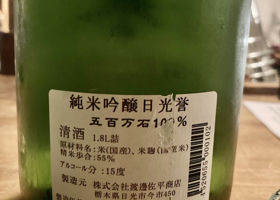 純米吟醸日光誉
五百万石100%
清酒 1.8L詰
原材料名:米(国産)、米麹(国産米)
精米歩合:55%
アルコール分:15度
製造元 株式会社渡邊佐平商店
栃木県日光市今市450
4520655000102